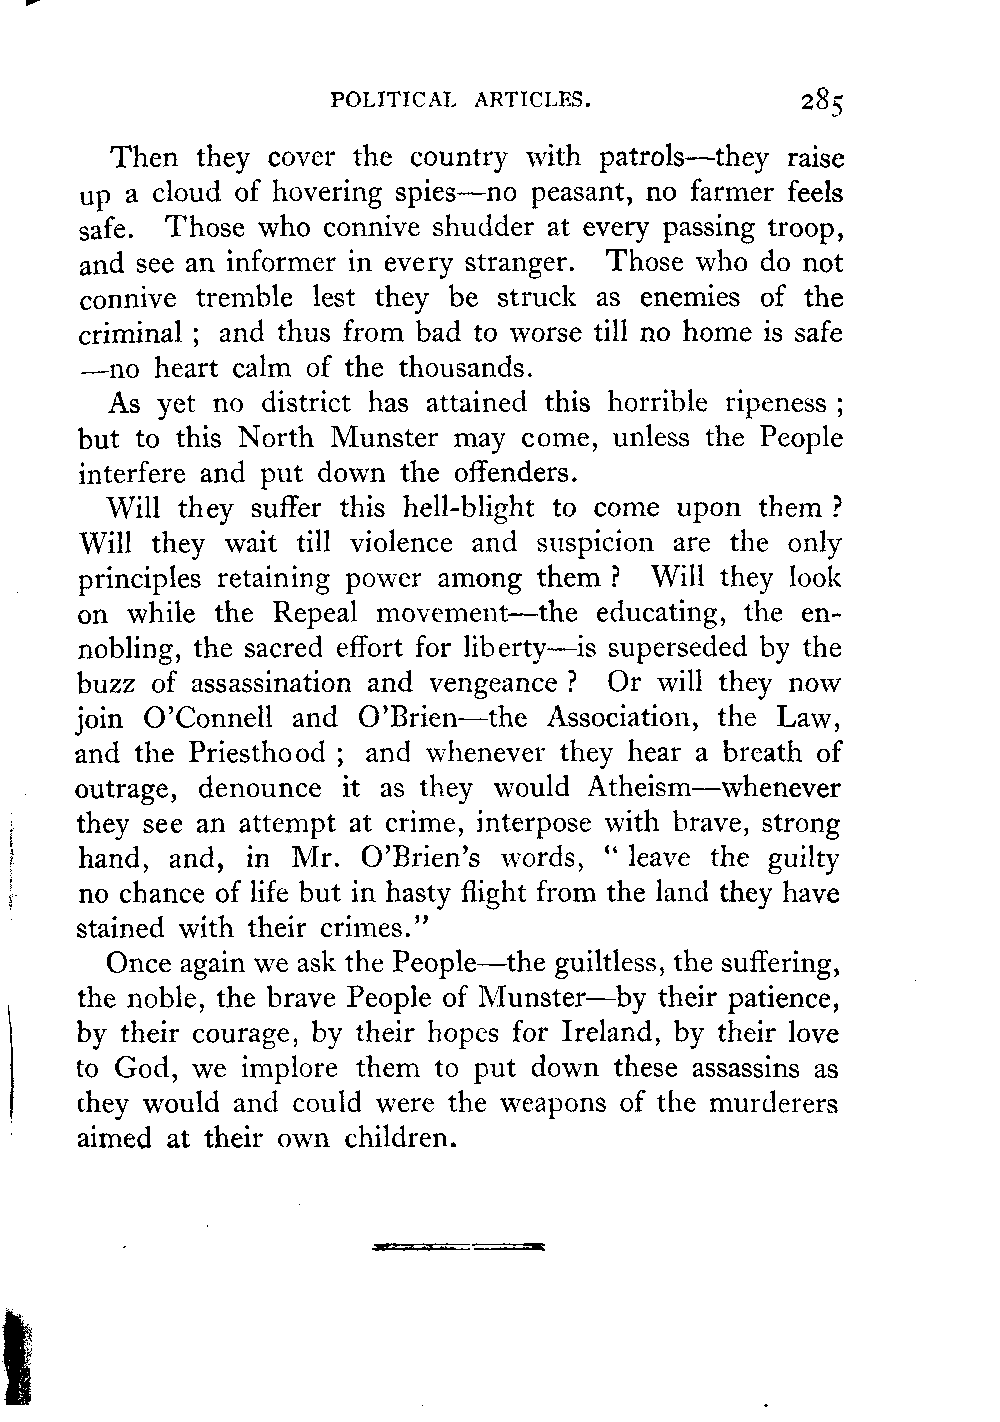 POLITICAL ARTICLES. 285
Then they cover the country with patrols—they raise
up a cloud of hovering spies—no peasant, no farmer feels
safe. Those who connive shudder at every passing troop,
and see an informer in every stranger. Those who do not
connive tremble lest they be struck as enemies of the
criminal ; and thus from bad to worse till no home is safe
—no heart calm of the thousands.
As yet no district has attained this horrible ripeness ;
but to this North Munster may come, unless the People
interfere and put down the offenders.
Will they suffer this hell-blight to come upon them ?
Will they wait till violence and suspicion are the only
principles retaining power among them ? Will they look
on while the Repeal movement—the educating, the en-
nobling, the sacred effort for liberty—is superseded by the
buzz of assassination and vengeance ? Or will they now
join O'Connell and O'Brien—the Association, the Law,
and the Priesthood ; and whenever they hear a breath of
outrage, denounce it as they would Atheism—whenever
they see an attempt at crime, interpose with brave, strong
hand, and, in Mr. O'Brien's words, “ leave the guilty
no chance of life but in hasty flight from the land they have
stained with their crimes.”
Once again we ask the People—the guiltless, the suffering,
the noble, the brave People of Munster—by their patience,
by their courage, by their hopes for Ireland, by their love
to God, we implore them to put down these assassins as
they would and could were the weapons of the murderers
aimed at their own children.